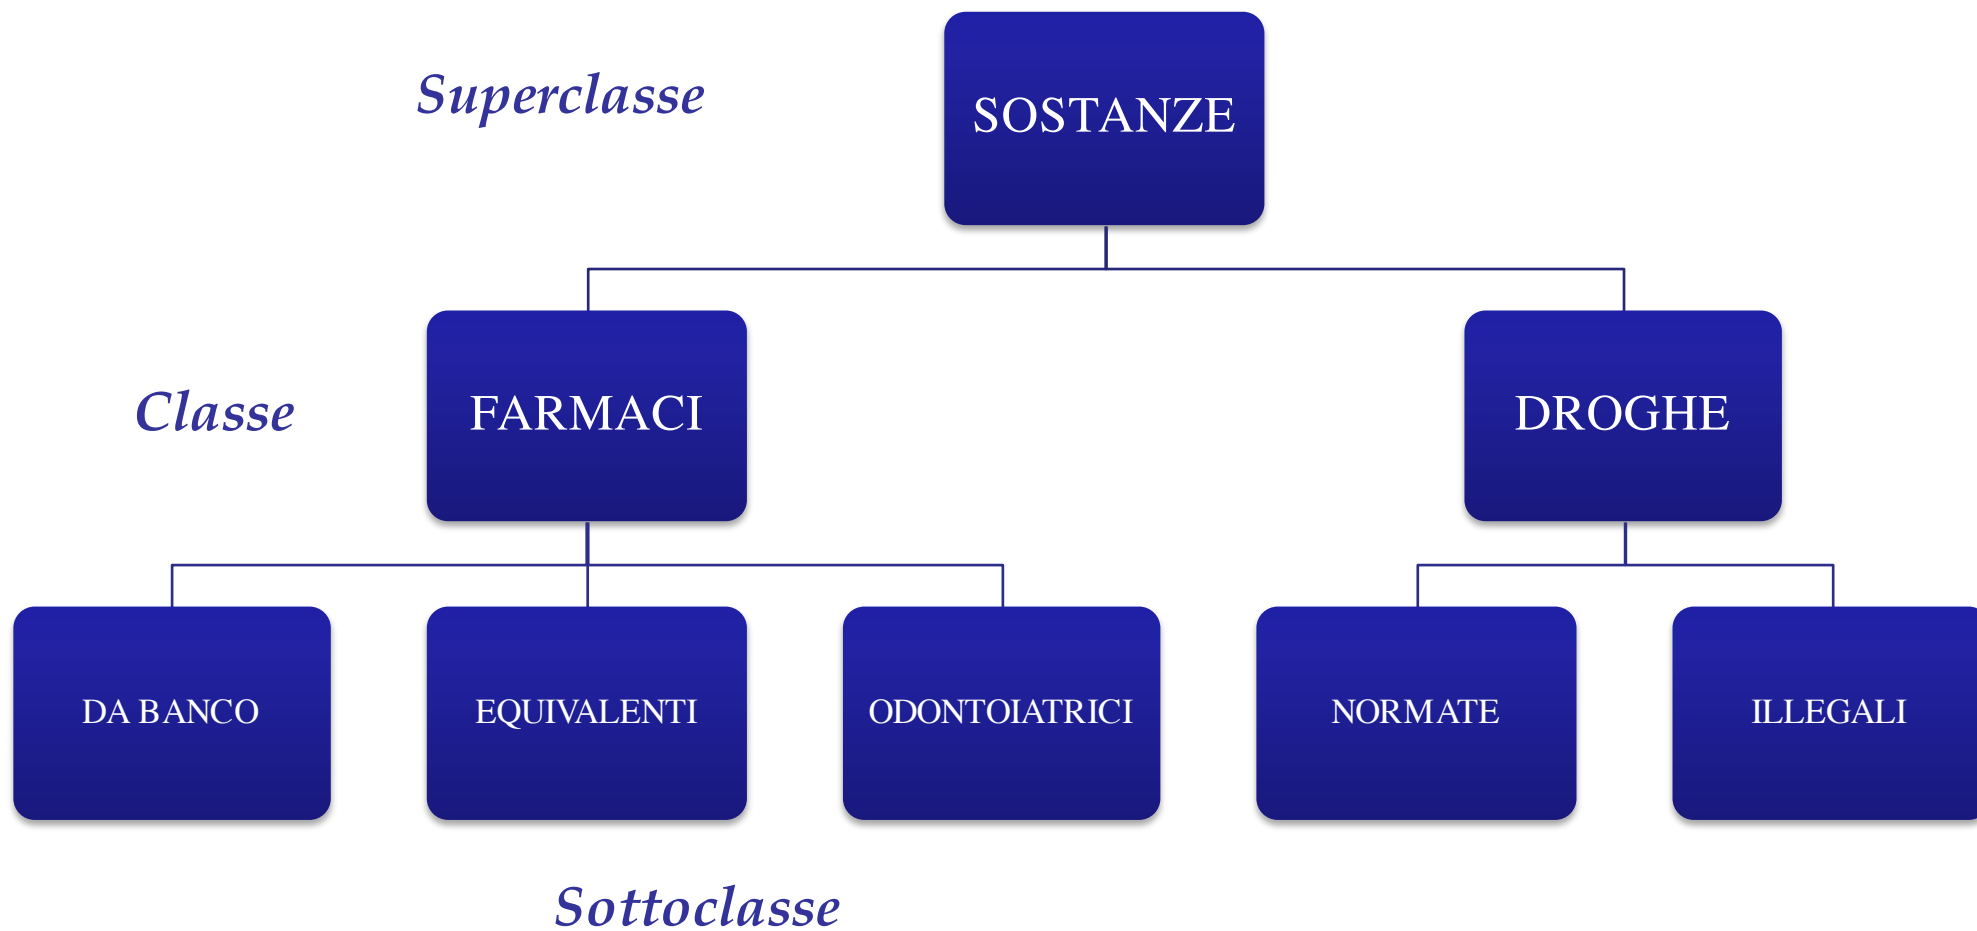 Superclasse
SOSTANZE
Classe
FARMACI
DROGHE
DA BANCO
EQUIVALENTI
ODONTOIATRICI
NORMATE
ILLEGALI
Sottoclasse